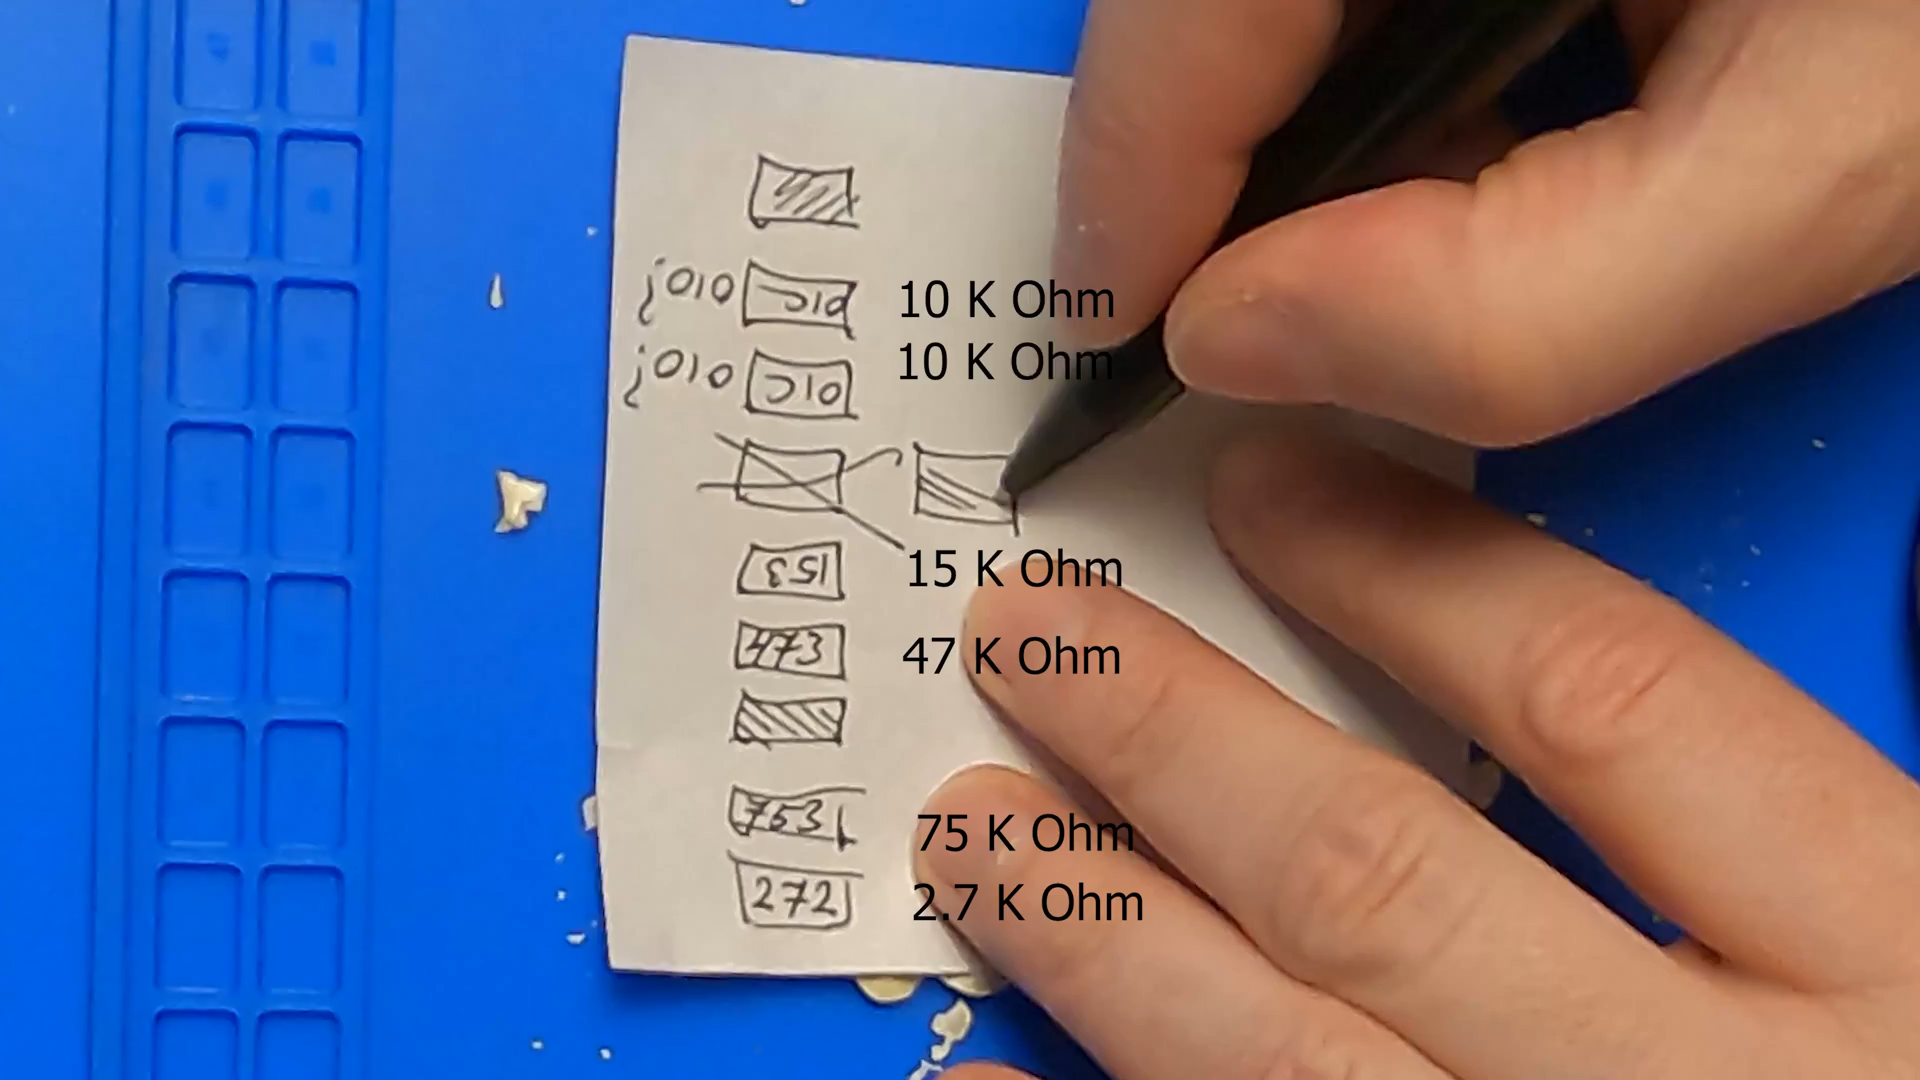 010? 01C 10 K Ohm
010? 01C 10 K Ohm
153 15 K Ohm
473 47 K Ohm
753 75 K Ohm
272 2.7 K Ohm